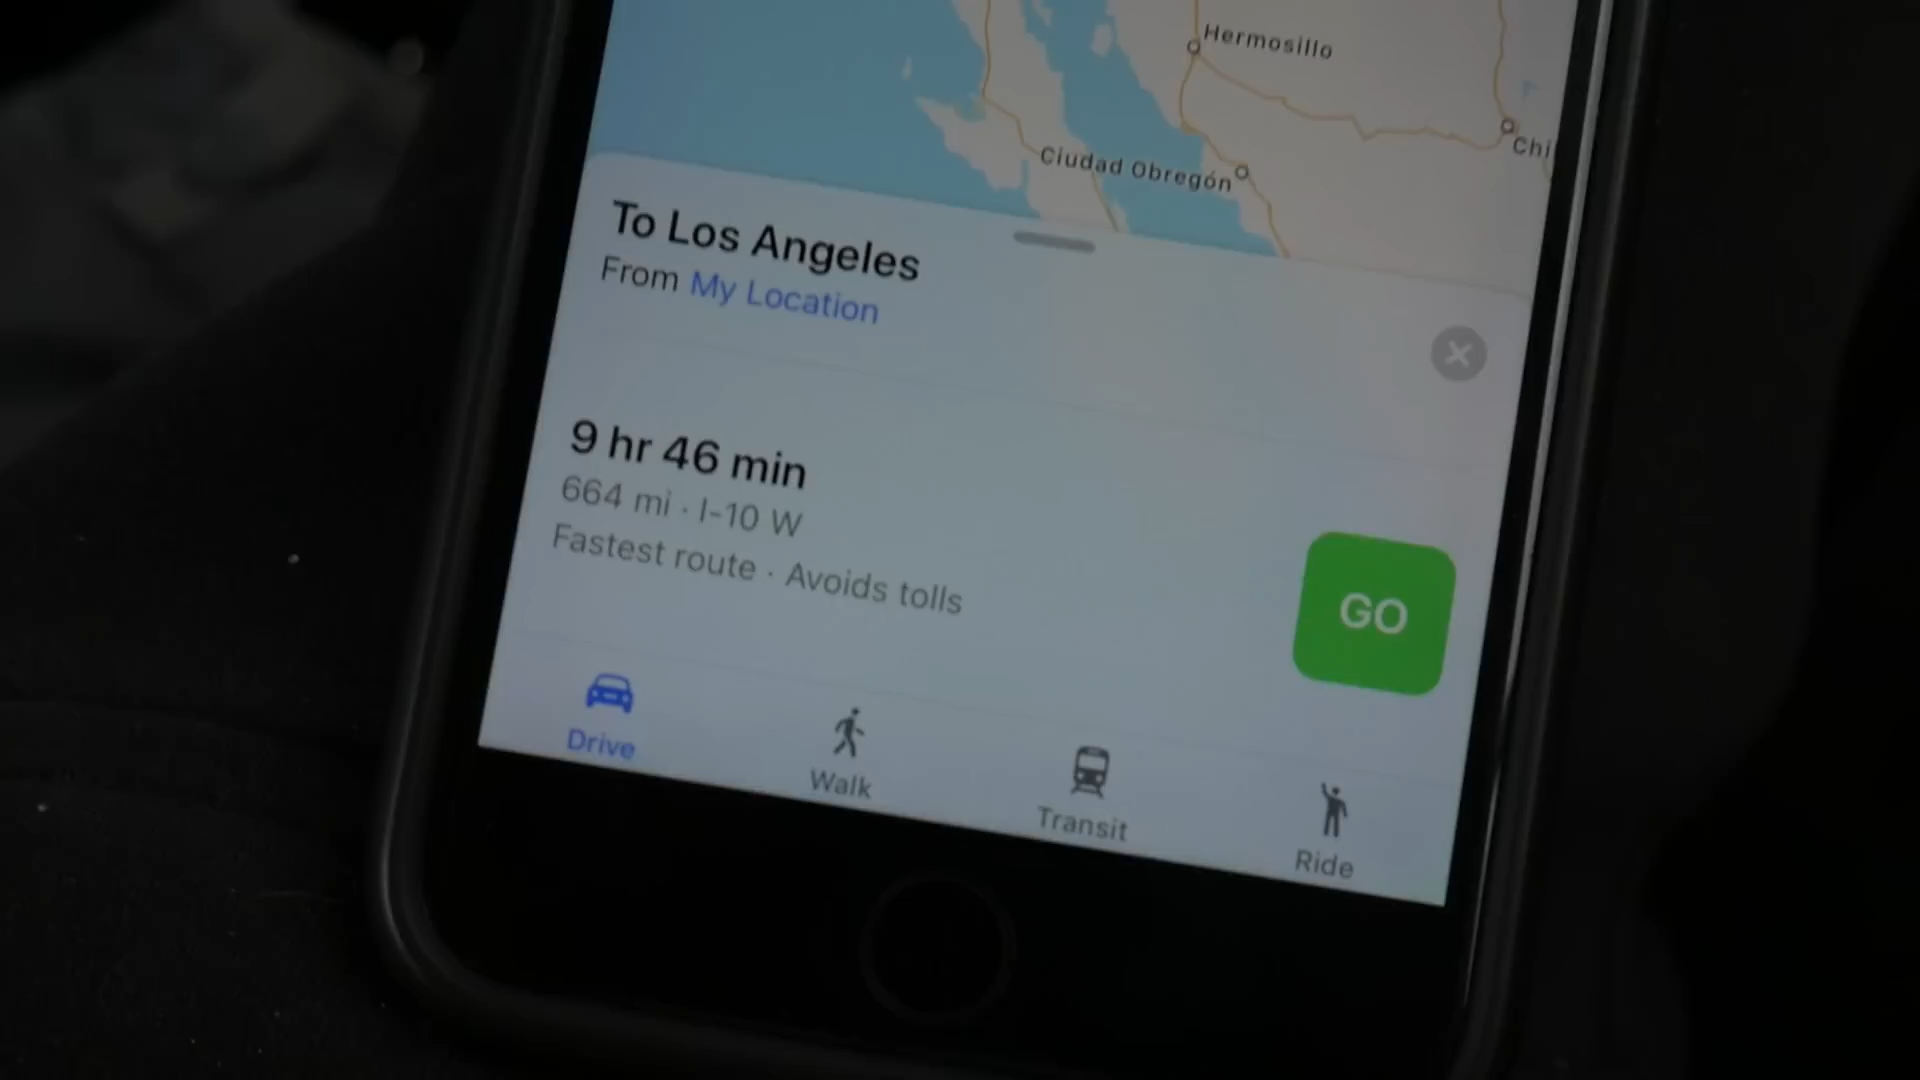 Hermosillo
Chi
Ciudad Obregón
To Los Angeles
From My Location
9 hr 46 min
664 mi · I-10 W
Fastest route · Avoids tolls
GO
Drive
Walk
Transit
Ride